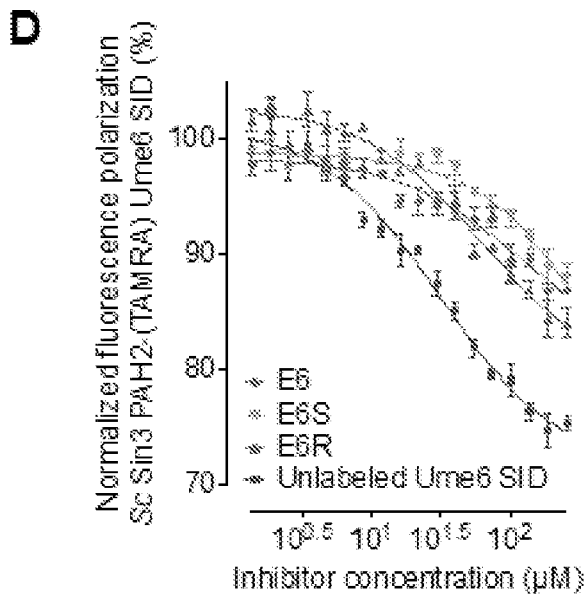 D
Normalized fluorescence polarization
Sc Sin3 PAH2-(TAMRA) Ume6 SID (%)
100
90
80
70
E6
E6S
E6R
Unlabeled Ume6 SID
10^0.5 10^1 10^1.5 10^2
Inhibitor concentration (µM)